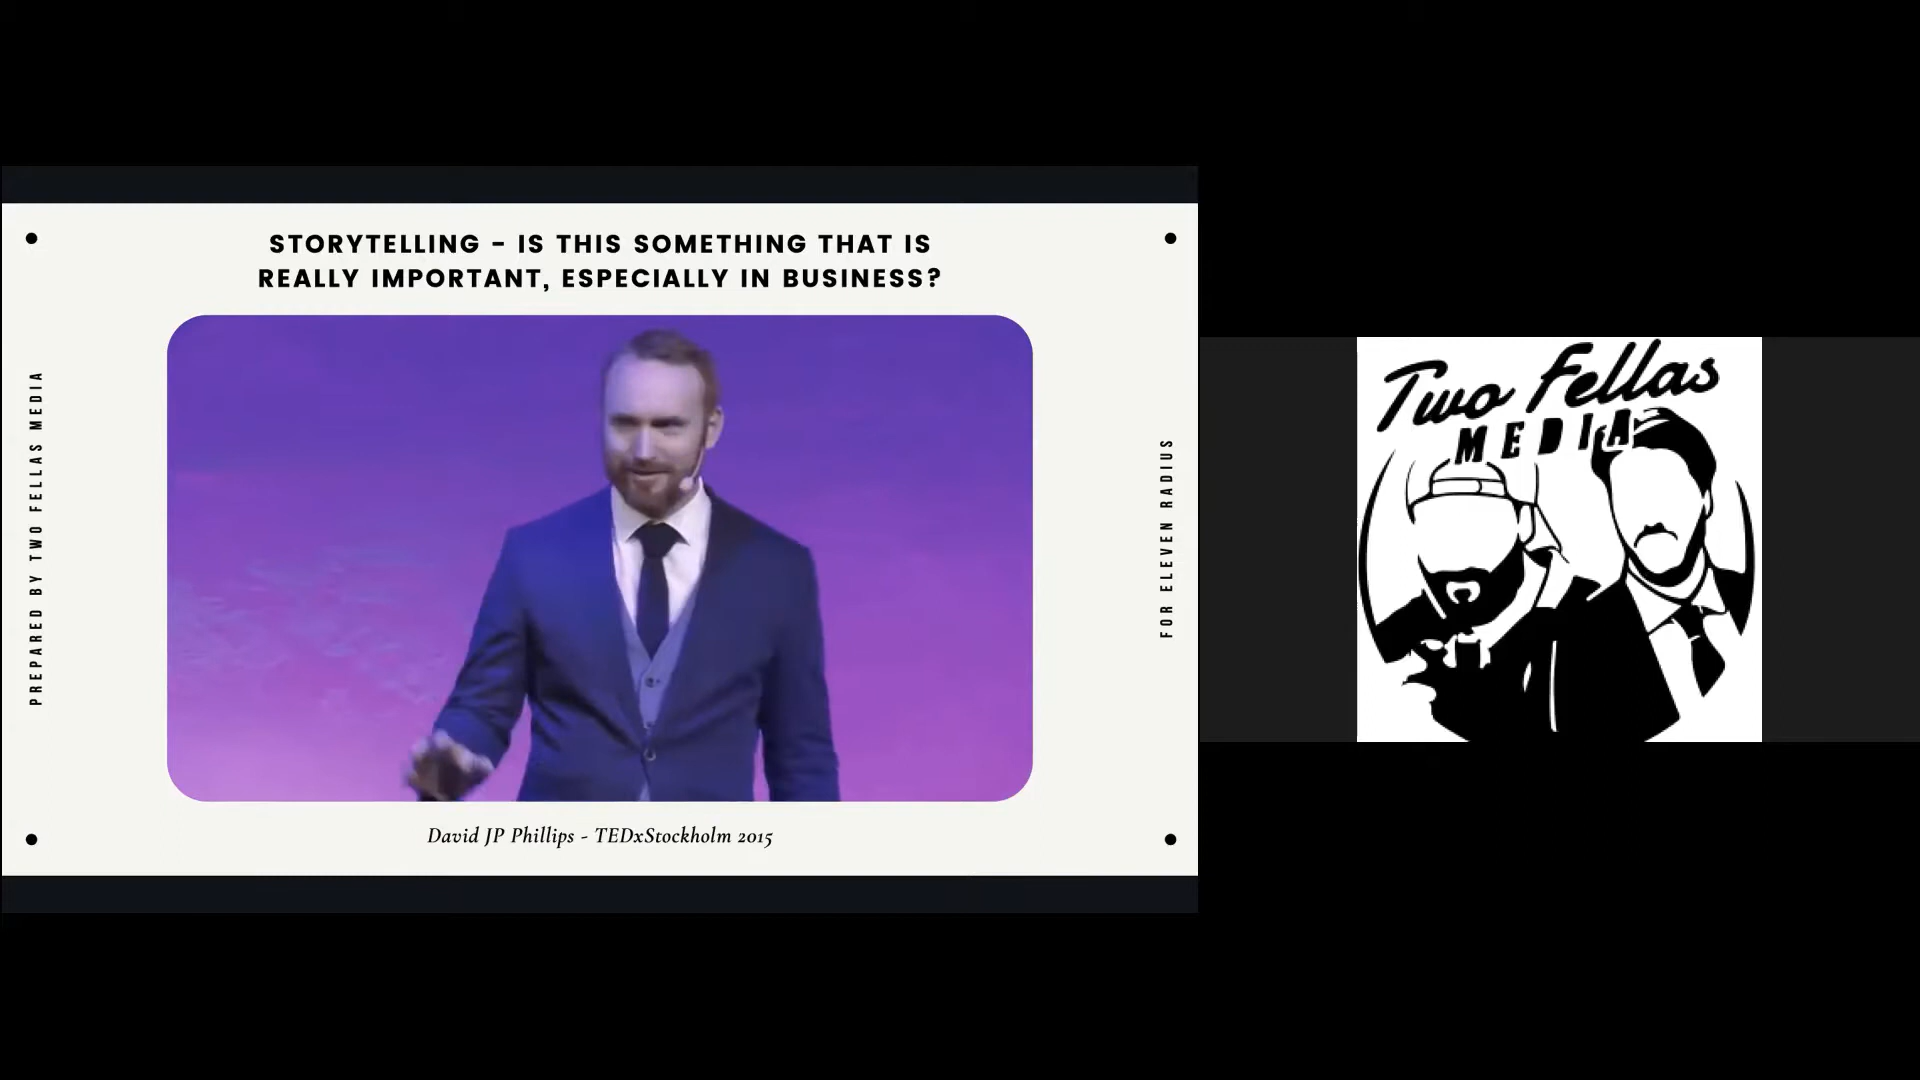 STORYTELLING - IS THIS SOMETHING THAT IS
REALLY IMPORTANT, ESPECIALLY IN BUSINESS?
PREPARED BY TWO FELLAS MEDIA
FOR ELEVEN RADIUS
David JP Phillips - TEDxStockholm 2015
Two Fellas
MEDIA